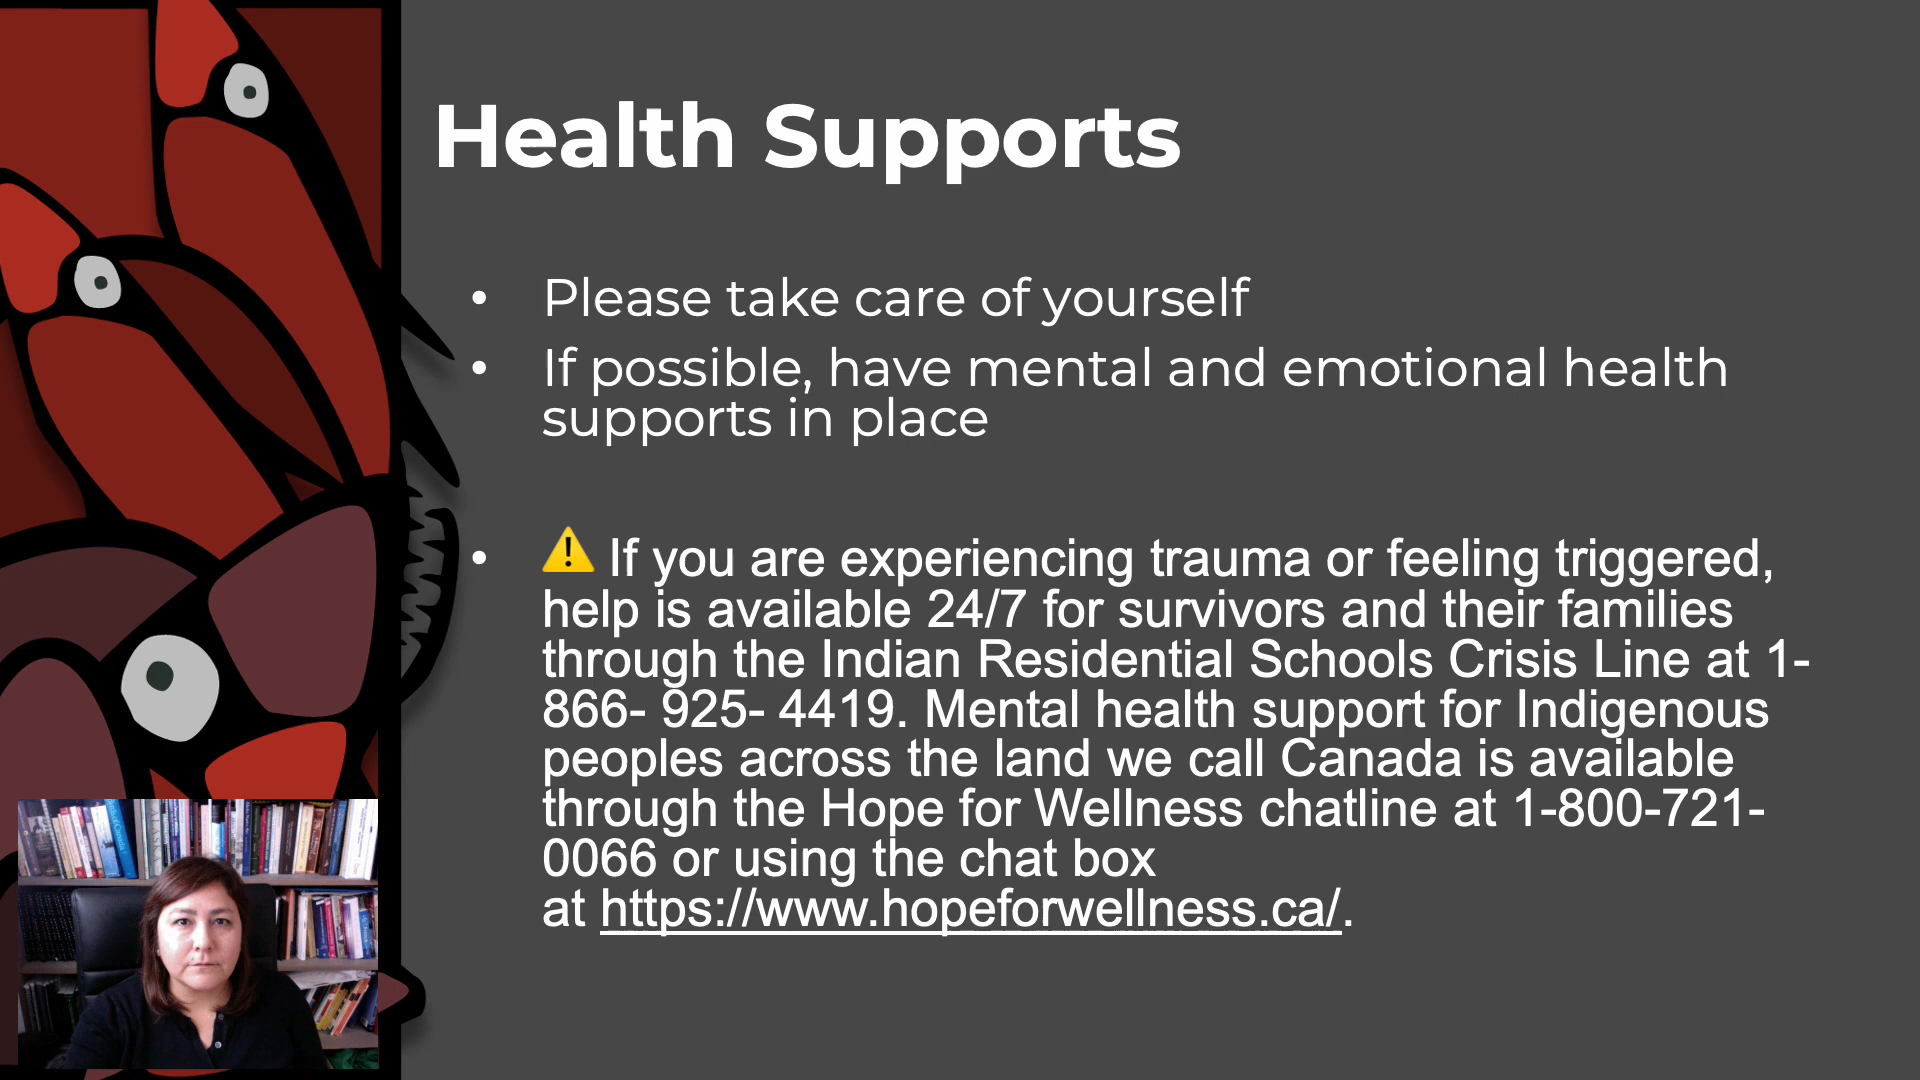 Health Supports
• Please take care of yourself
• If possible, have mental and emotional health
supports in place
• ⚠️ If you are experiencing trauma or feeling triggered,
help is available 24/7 for survivors and their families
through the Indian Residential Schools Crisis Line at 1-
866- 925- 4419. Mental health support for Indigenous
peoples across the land we call Canada is available
through the Hope for Wellness chatline at 1-800-721-
0066 or using the chat box
at https://www.hopeforwellness.ca/.